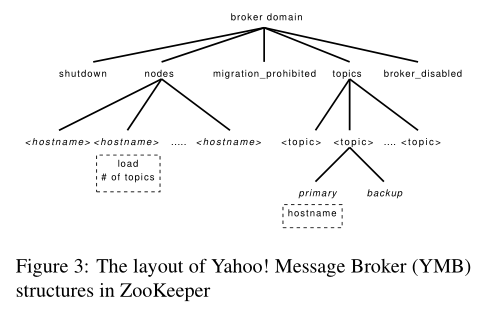 broker domain
shutdown nodes migration_prohibited topics broker_disabled
<hostname> <hostname> ..... <hostname> <topic> <topic> .... <topic>
load
# of topics
primary backup
hostname
Figure 3: The layout of Yahoo! Message Broker (YMB)
structures in ZooKeeper